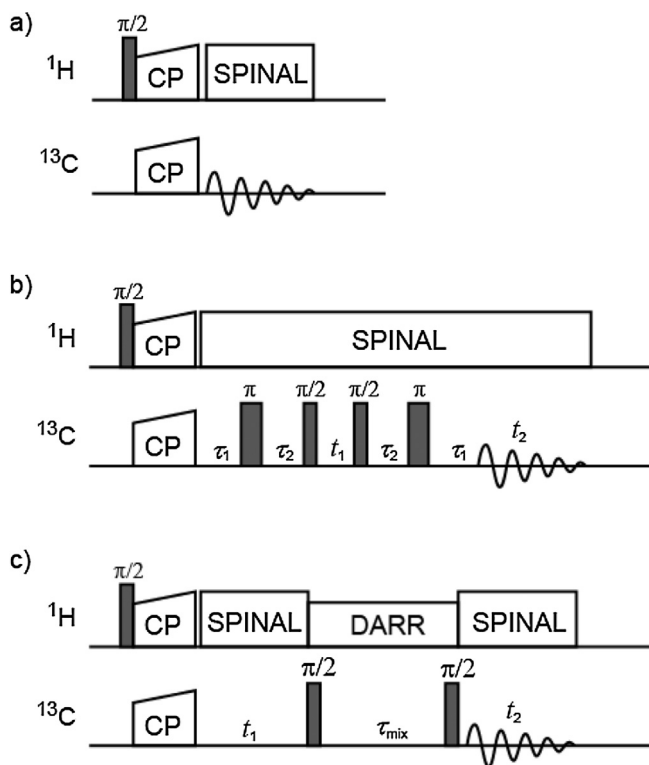 a)
π/2
¹H CP SPINAL
¹³C CP
b)
π/2
¹H CP SPINAL
π π/2 π/2 π
¹³C CP τ₁ τ₂ t₁ τ₂ τ₁ t₂
c)
π/2
¹H CP SPINAL DARR SPINAL
π/2 π/2
¹³C CP t₁ τmix t₂